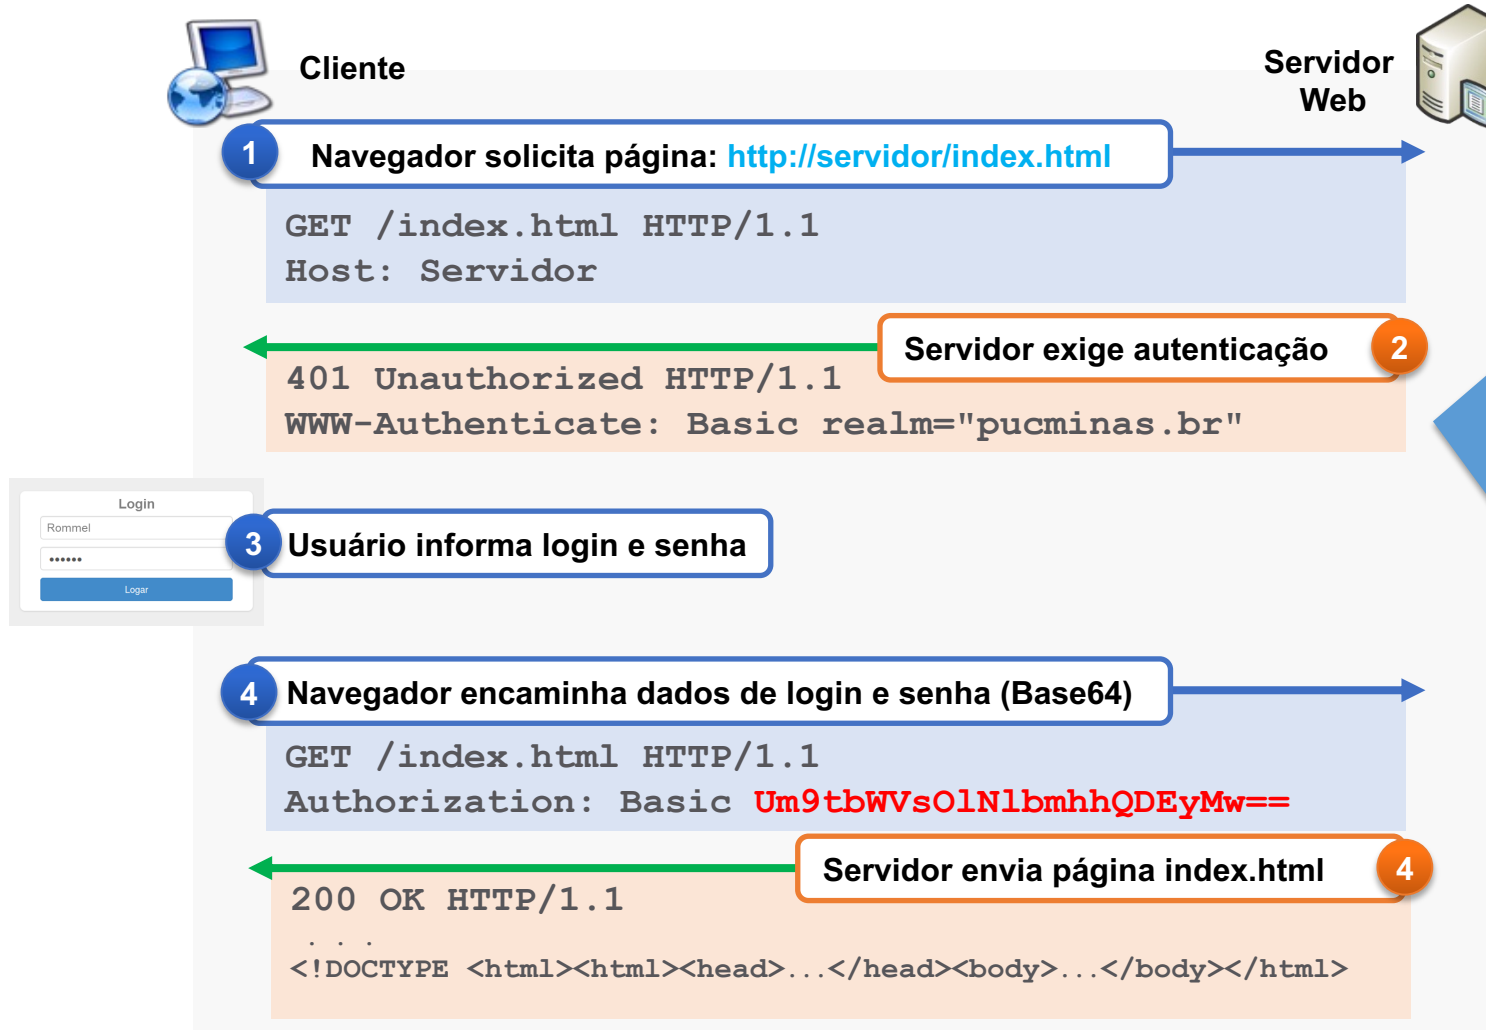 Cliente
Servidor
Web
1
Navegador solicita página: http://servidor/index.html
GET /index.html HTTP/1.1
Host: Servidor
Servidor exige autenticação
2
401 Unauthorized HTTP/1.1
WWW-Authenticate: Basic realm="pucminas.br"
Login
Rommel
••••••
Logar
3
Usuário informa login e senha
4
Navegador encaminha dados de login e senha (Base64)
GET /index.html HTTP/1.1
Authorization: Basic Um9tbWVsOlNlbmhhQDEyMw==
Servidor envia página index.html
4
200 OK HTTP/1.1
. . .
<!DOCTYPE <html><html><head>...</head><body>...</body></html>